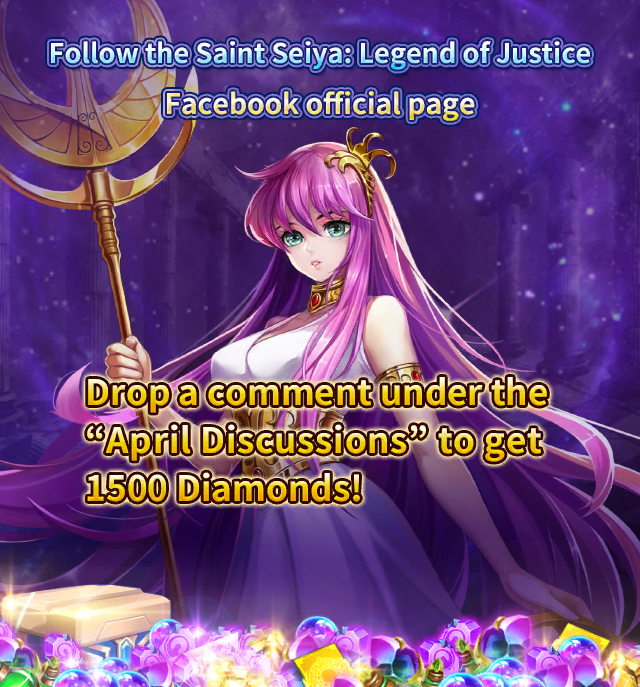 Follow the Saint Seiya: Legend of Justice
Facebook official page
Drop a comment under the
“April Discussions” to get
1500 Diamonds!